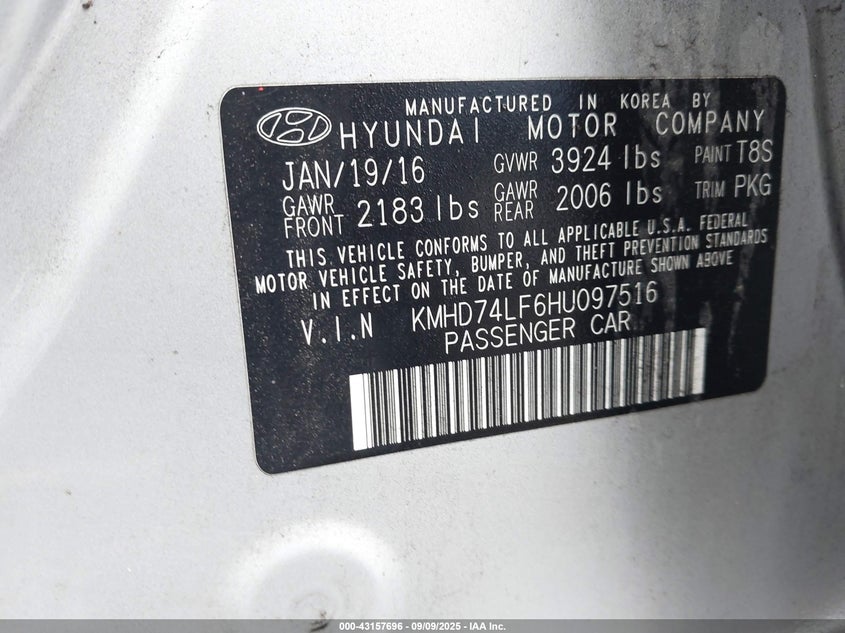 MANUFACTURED IN KOREA BY
HYUNDAI MOTOR COMPANY
JAN/19/16 GVWR 3924 lbs PAINT T8S
GAWR FRONT 2183 lbs GAWR REAR 2006 lbs TRIM PKG
THIS VEHICLE CONFORMS TO ALL APPLICABLE U.S.A. FEDERAL
MOTOR VEHICLE SAFETY, BUMPER, AND THEFT PREVENTION STANDARDS
IN EFFECT ON THE DATE OF MANUFACTURE SHOWN ABOVE
V.I.N KMHD74LF6HU097516
PASSENGER CAR
000-43157696 - 09/09/2025 - IAA Inc.